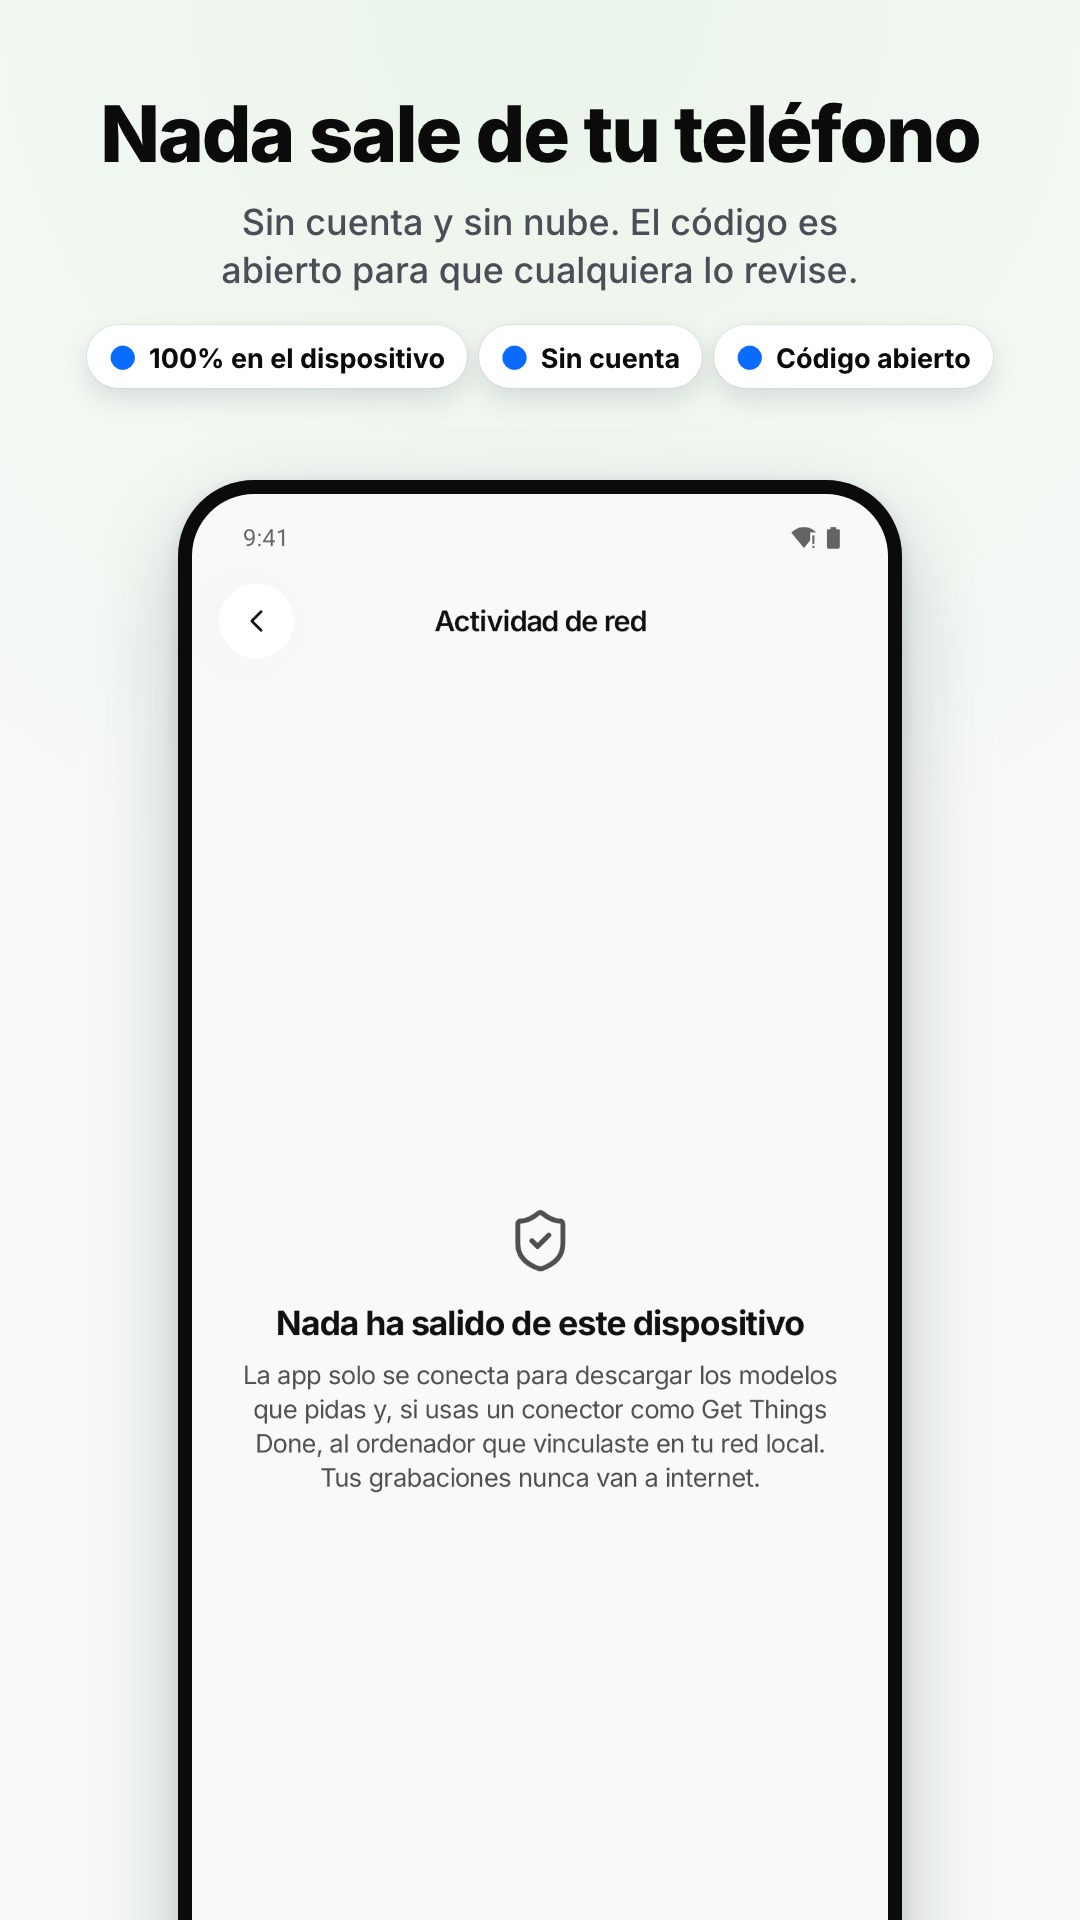 Nada sale de tu teléfono
Sin cuenta y sin nube. El código es
abierto para que cualquiera lo revise.
100% en el dispositivo
Sin cuenta
Código abierto
9:41
Actividad de red
Nada ha salido de este dispositivo
La app solo se conecta para descargar los modelos
que pidas y, si usas un conector como Get Things
Done, al ordenador que vinculaste en tu red local.
Tus grabaciones nunca van a internet.